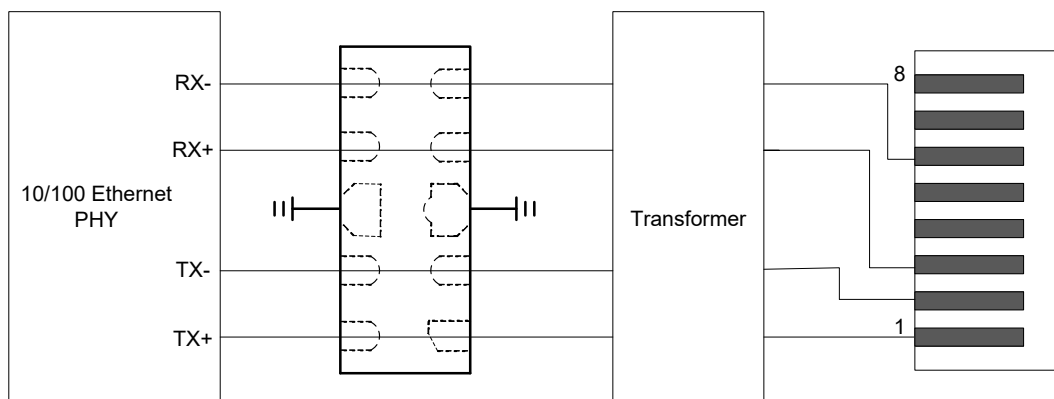 RX-
8
RX+
10/100 Ethernet
PHY
Transformer
TX-
TX+
1